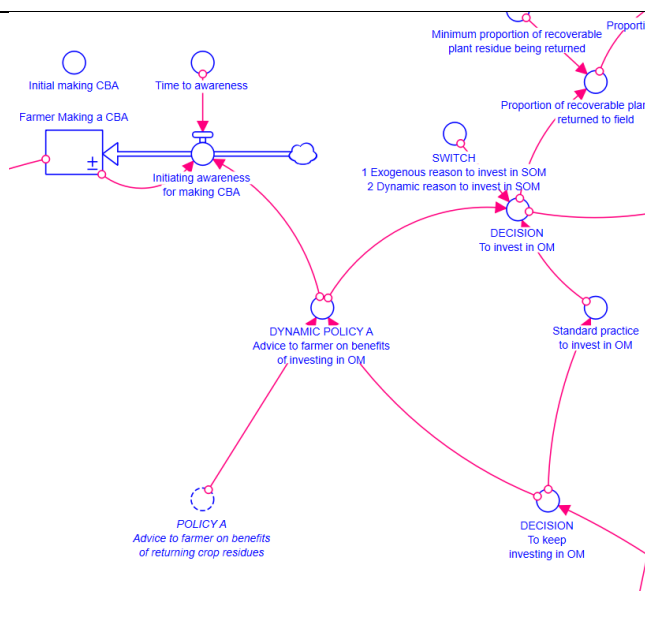 Minimum proportion of recoverable
plant residue being returned
Proporti
Initial making CBA
Time to awareness
Farmer Making a CBA
Proportion of recoverable plan
returned to field
SWITCH
1 Exogenous reason to invest in SOM
2 Dynamic reason to invest in SOM
Initiating awareness
for making CBA
DECISION
To invest in OM
DYNAMIC POLICY A
Advice to farmer on benefits
of investing in OM
Standard practice
to invest in OM
POLICY A
Advice to farmer on benefits
of returning crop residues
DECISION
To keep
investing in OM